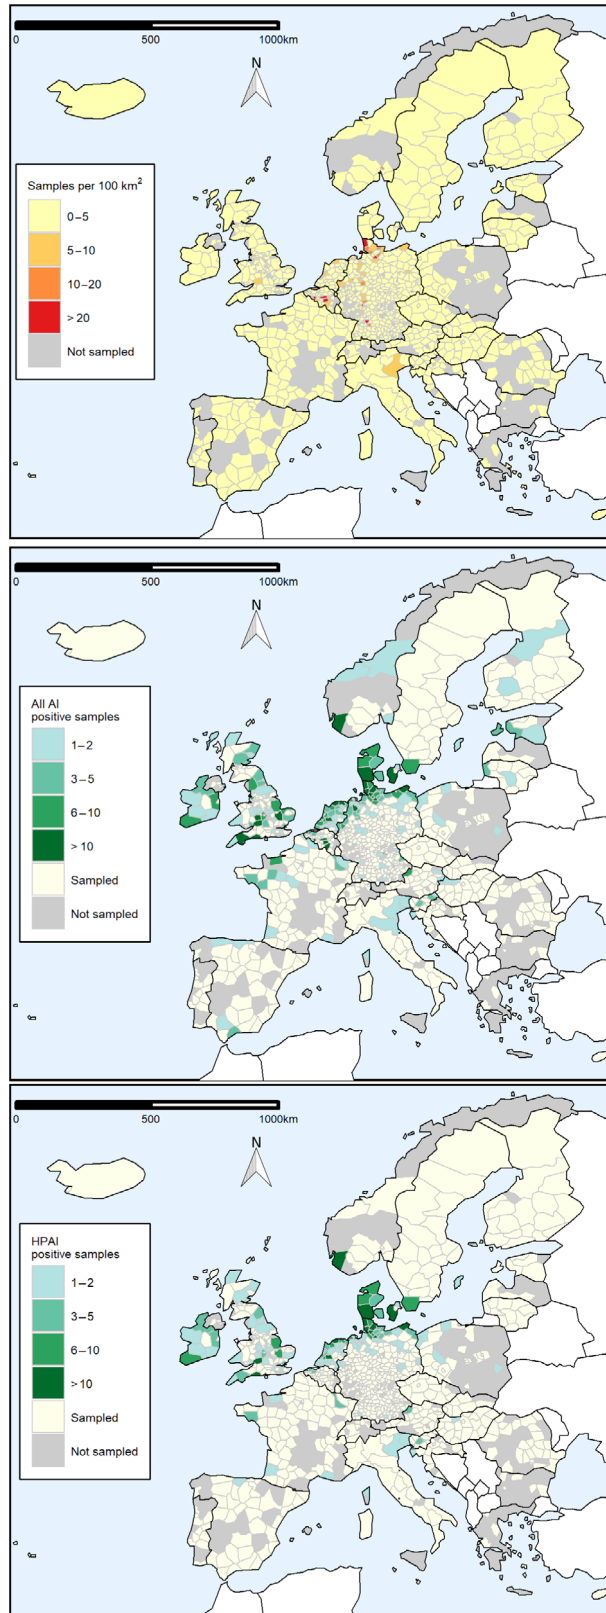 0 500 1000km
N
Samples per 100 km²
0–5
5–10
10–20
> 20
Not sampled
0 500 1000km
N
All AI
positive samples
1–2
3–5
6–10
> 10
Sampled
Not sampled
0 500 1000km
N
HPAI
positive samples
1–2
3–5
6–10
> 10
Sampled
Not sampled